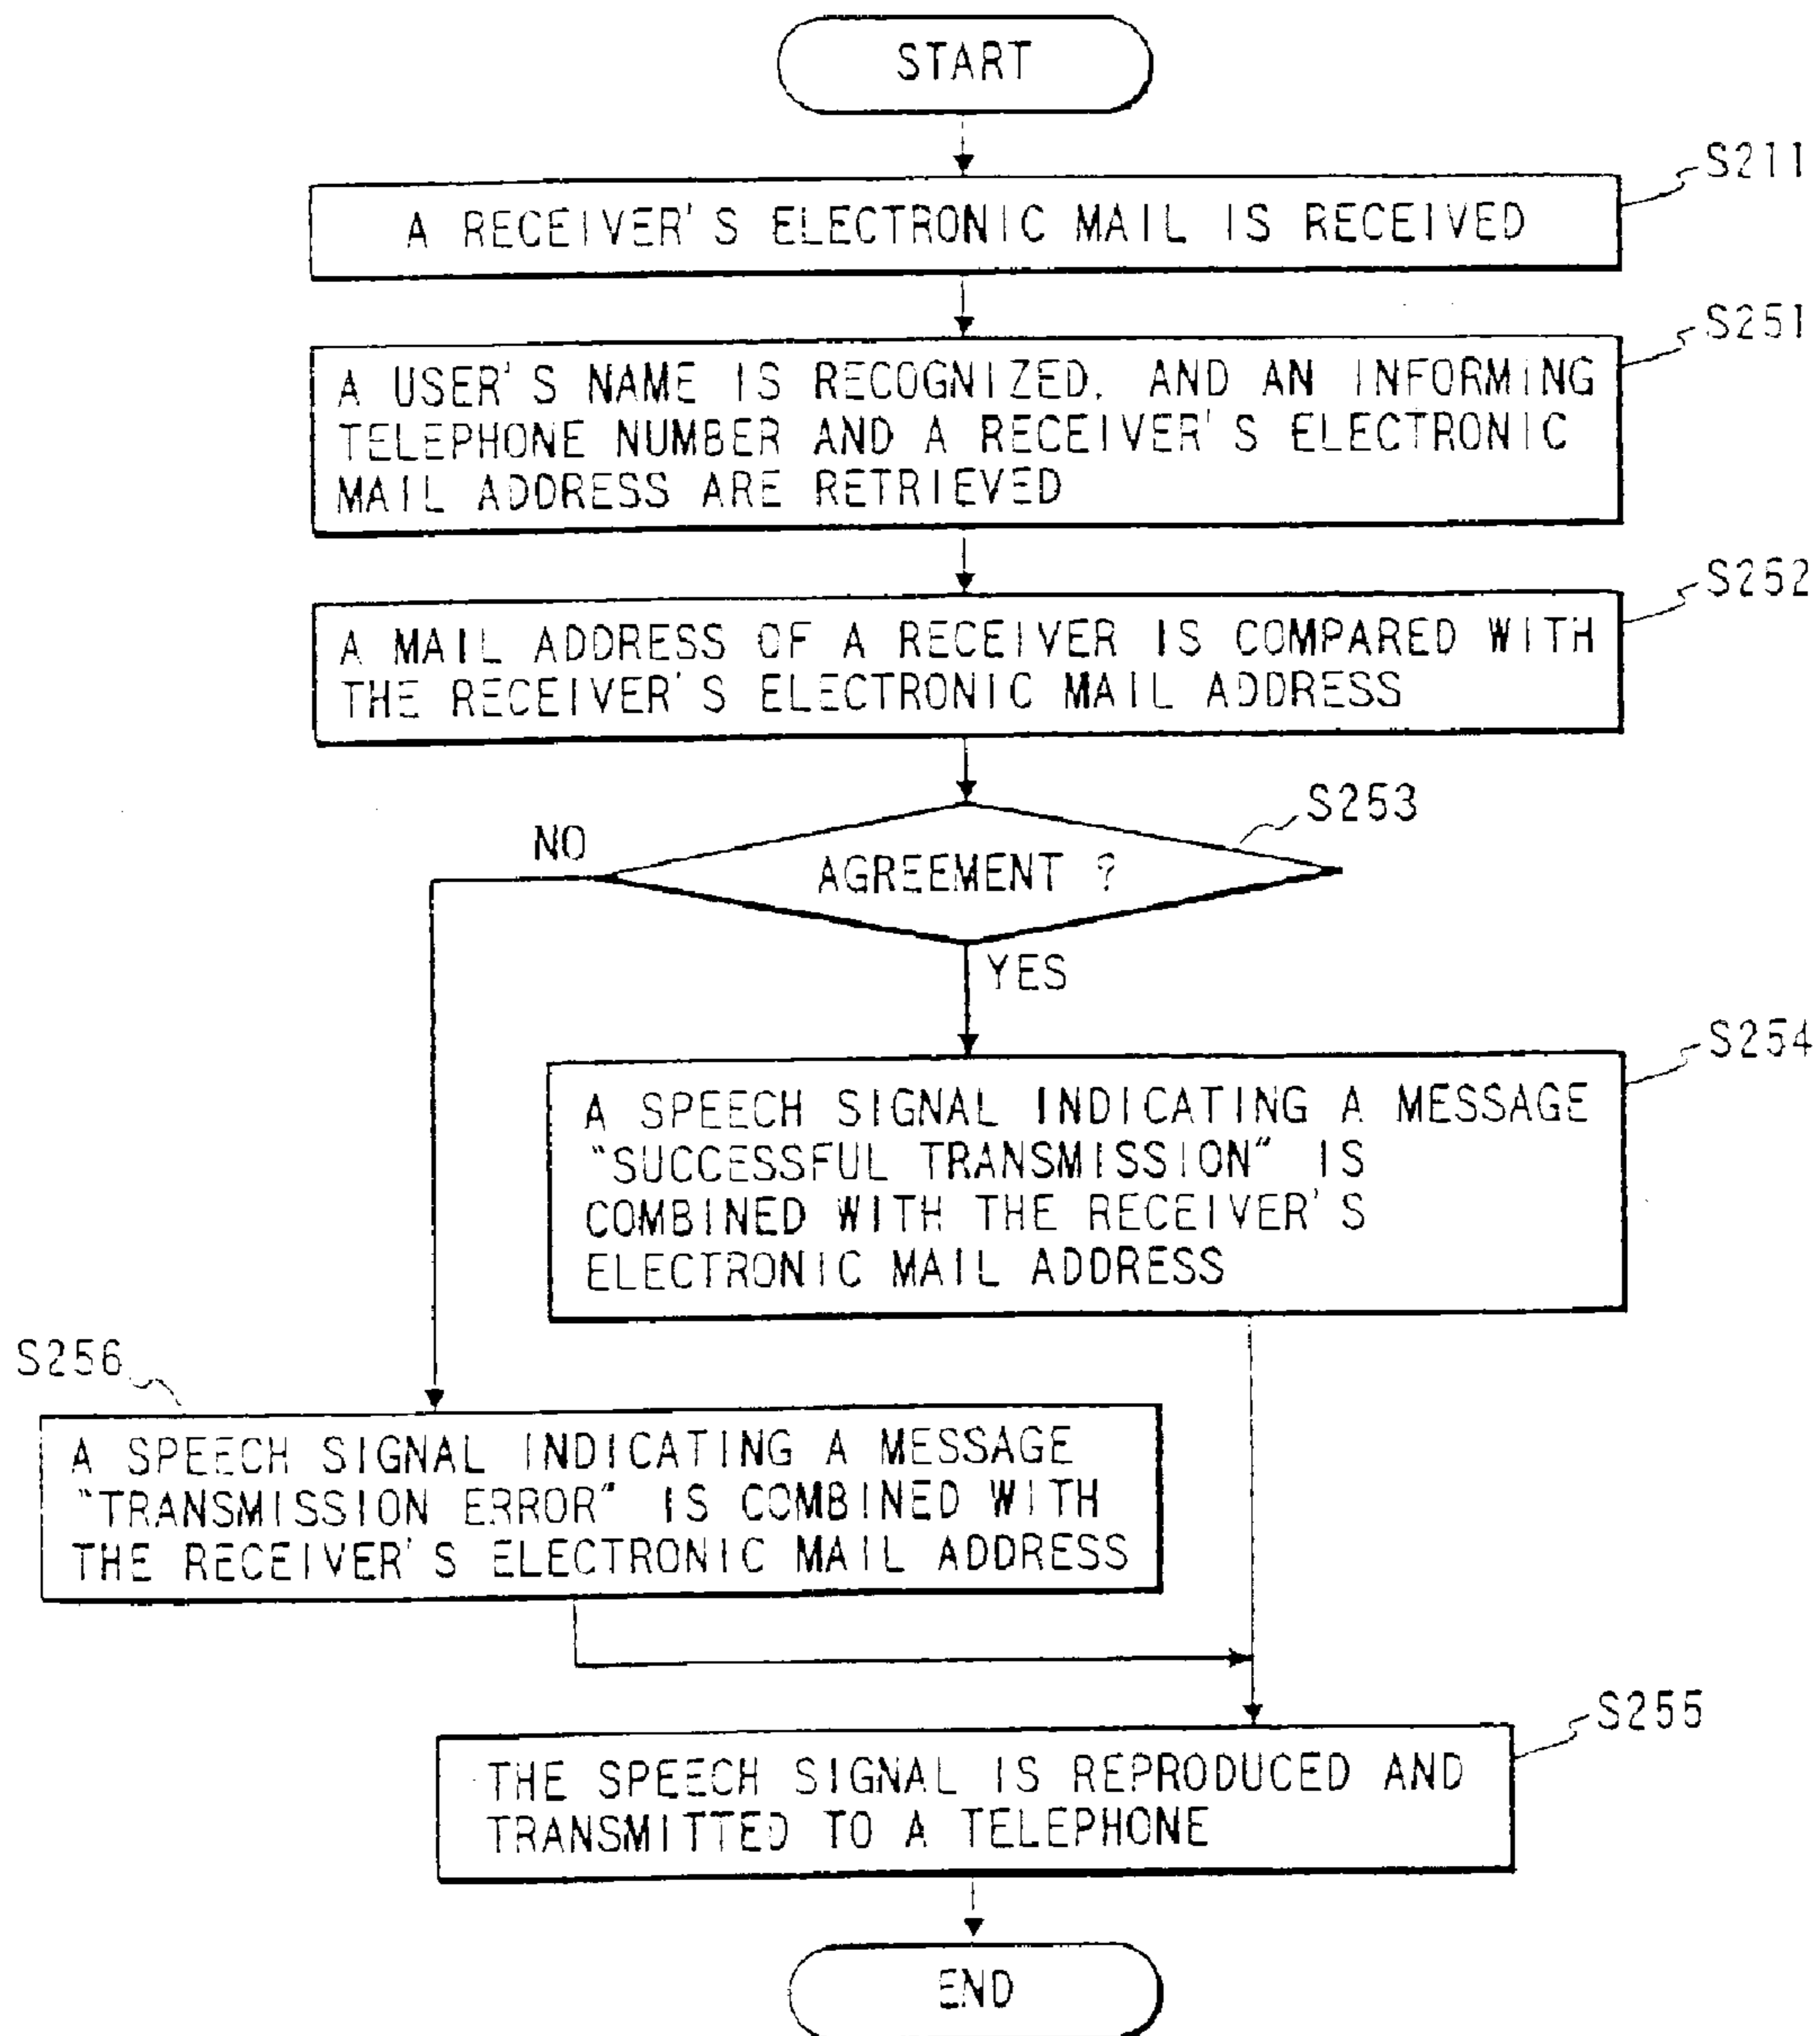 START
S211
A RECEIVER'S ELECTRONIC MAIL IS RECEIVED
S251
A USER'S NAME IS RECOGNIZED, AND AN INFORMING
TELEPHONE NUMBER AND A RECEIVER'S ELECTRONIC
MAIL ADDRESS ARE RETRIEVED
S252
A MAIL ADDRESS OF A RECEIVER IS COMPARED WITH
THE RECEIVER'S ELECTRONIC MAIL ADDRESS
S253
NO
AGREEMENT ?
YES
S254
A SPEECH SIGNAL INDICATING A MESSAGE
"SUCCESSFUL TRANSMISSION" IS
COMBINED WITH THE RECEIVER'S
ELECTRONIC MAIL ADDRESS
S256
A SPEECH SIGNAL INDICATING A MESSAGE
"TRANSMISSION ERROR" IS COMBINED WITH
THE RECEIVER'S ELECTRONIC MAIL ADDRESS
S255
THE SPEECH SIGNAL IS REPRODUCED AND
TRANSMITTED TO A TELEPHONE
END